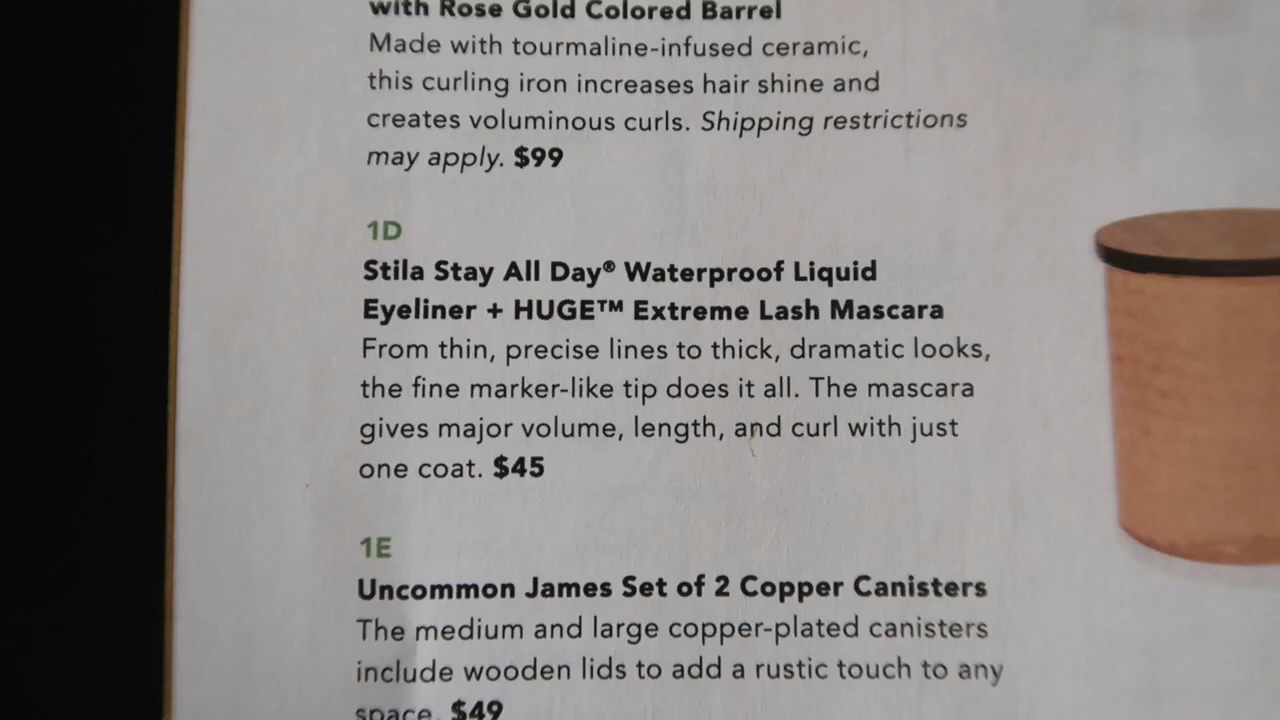 with Rose Gold Colored Barrel
Made with tourmaline-infused ceramic,
this curling iron increases hair shine and
creates voluminous curls. Shipping restrictions
may apply. $99
1D
Stila Stay All Day® Waterproof Liquid
Eyeliner + HUGE™ Extreme Lash Mascara
From thin, precise lines to thick, dramatic looks,
the fine marker-like tip does it all. The mascara
gives major volume, length, and curl with just
one coat. $45
1E
Uncommon James Set of 2 Copper Canisters
The medium and large copper-plated canisters
include wooden lids to add a rustic touch to any
space. $49